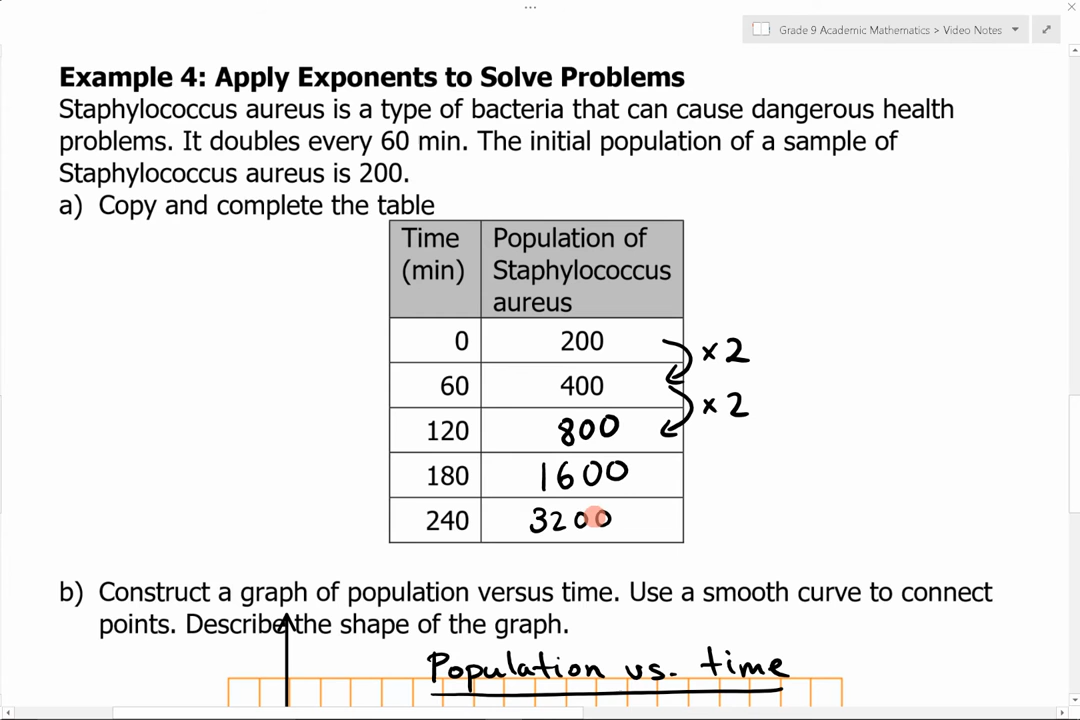 Grade 9 Academic Mathematics > Video Notes
Example 4: Apply Exponents to Solve Problems
Staphylococcus aureus is a type of bacteria that can cause dangerous health
problems. It doubles every 60 min. The initial population of a sample of
Staphylococcus aureus is 200.
a) Copy and complete the table
Time (min) Population of Staphylococcus aureus
0 200
× 2
60 400
× 2
120 800
180 1600
240 3200
b) Construct a graph of population versus time. Use a smooth curve to connect
points. Describe the shape of the graph.
Population vs. time